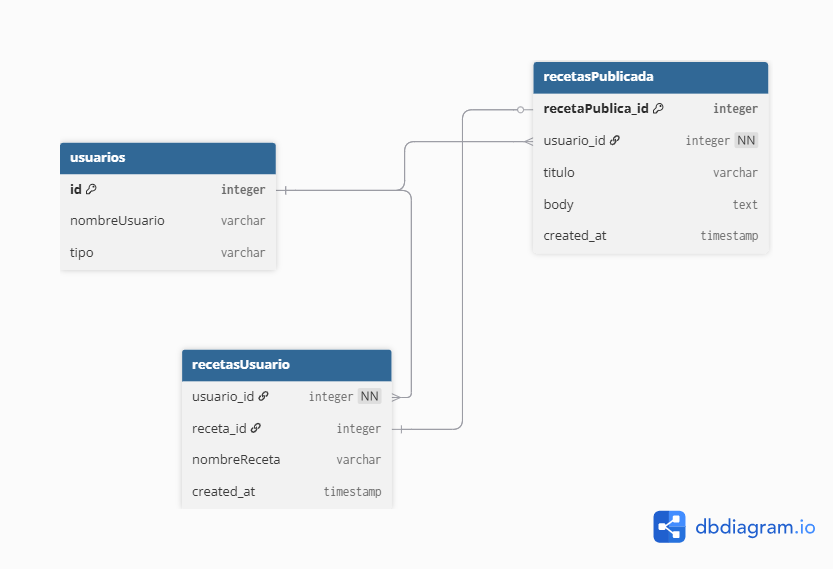 recetasPublicada
recetaPublica_id integer
usuario_id integer NN
titulo varchar
body text
created_at timestamp
usuarios
id integer
nombreUsuario varchar
tipo varchar
recetasUsuario
usuario_id integer NN
receta_id integer
nombreReceta varchar
created_at timestamp
dbdiagram.io